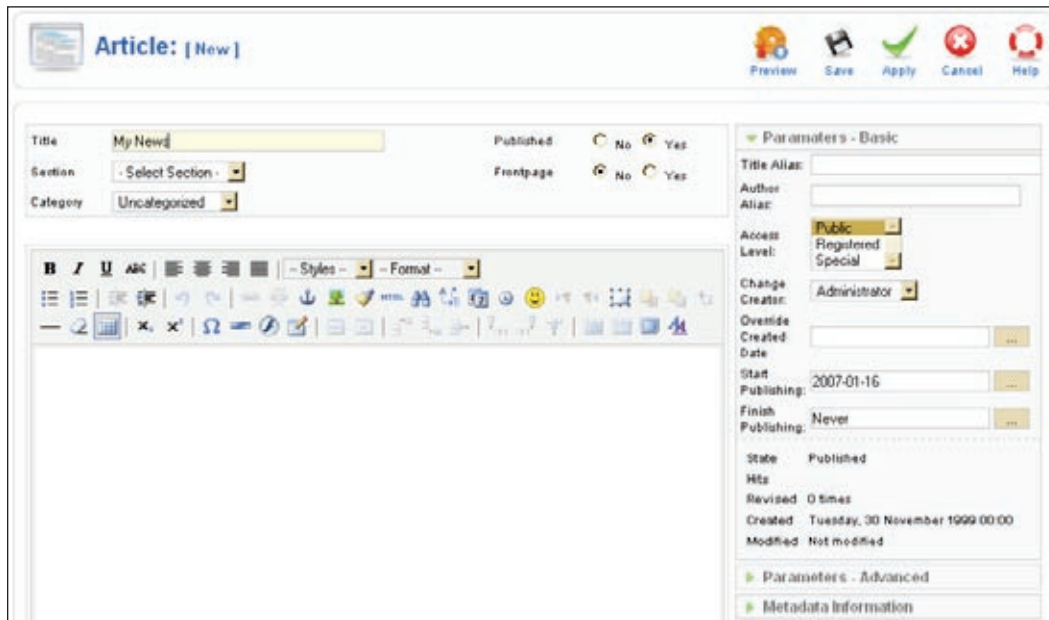 Article: [ New ]
Preview Save Apply Cancel Help
Title My News Published No Yes
Section - Select Section - Frontpage No Yes
Category Uncategorized
B I U ABC -- Styles -- -- Format --
HTML
Paramaters - Basic
Title Alias:
Author
Alias:
Access
Level:
Public
Registered
Special
Change
Creator:
Administrator
Override
Created
Date
...
Start
Publishing:
2007-01-16 ...
Finish
Publishing:
Never ...
State Published
Hits
Revised 0 times
Created Tuesday, 30 November 1999 00:00
Modified Not modified
Parameters - Advanced
Metadata Information